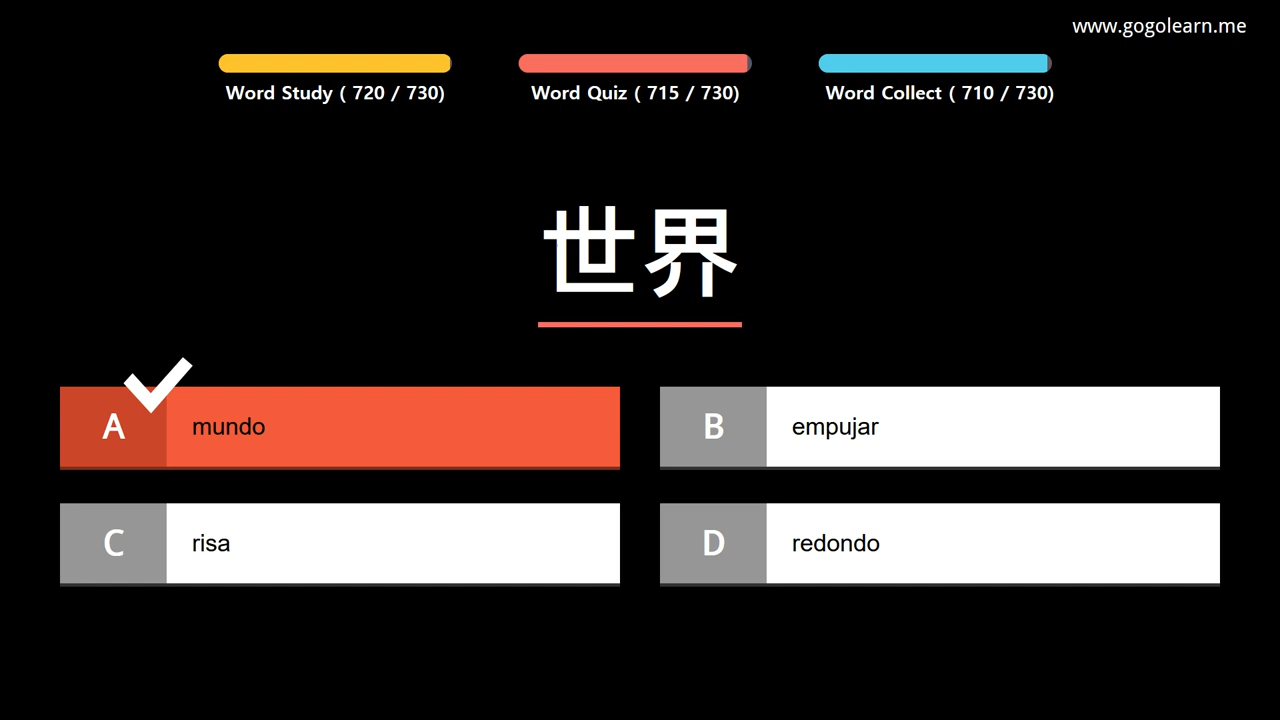 www.gogolearn.me
Word Study ( 720 / 730)
Word Quiz ( 715 / 730)
Word Collect ( 710 / 730)
世界
A mundo
B empujar
C risa
D redondo